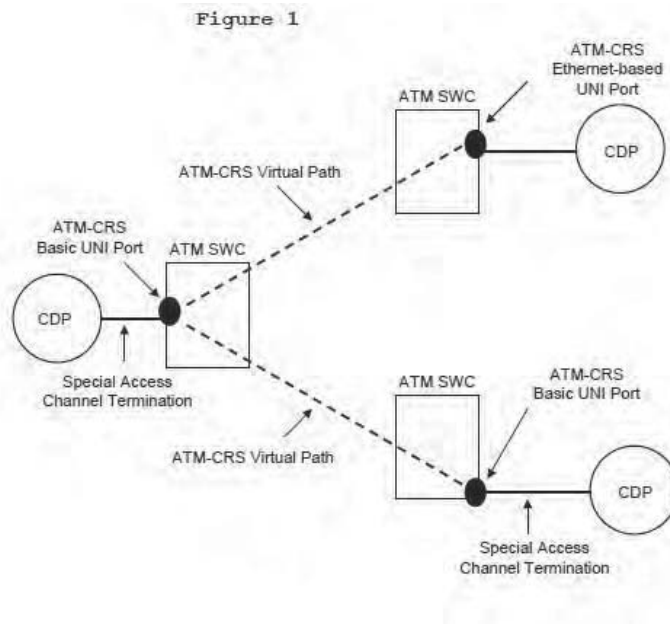 Figure 1
ATM-CRS
Ethernet-based
UNI Port
ATM SWC
CDP
ATM-CRS Virtual Path
ATM-CRS
Basic UNI Port
ATM SWC
CDP
Special Access
Channel Termination
ATM SWC
ATM-CRS
Basic UNI Port
ATM-CRS Virtual Path
CDP
Special Access
Channel Termination